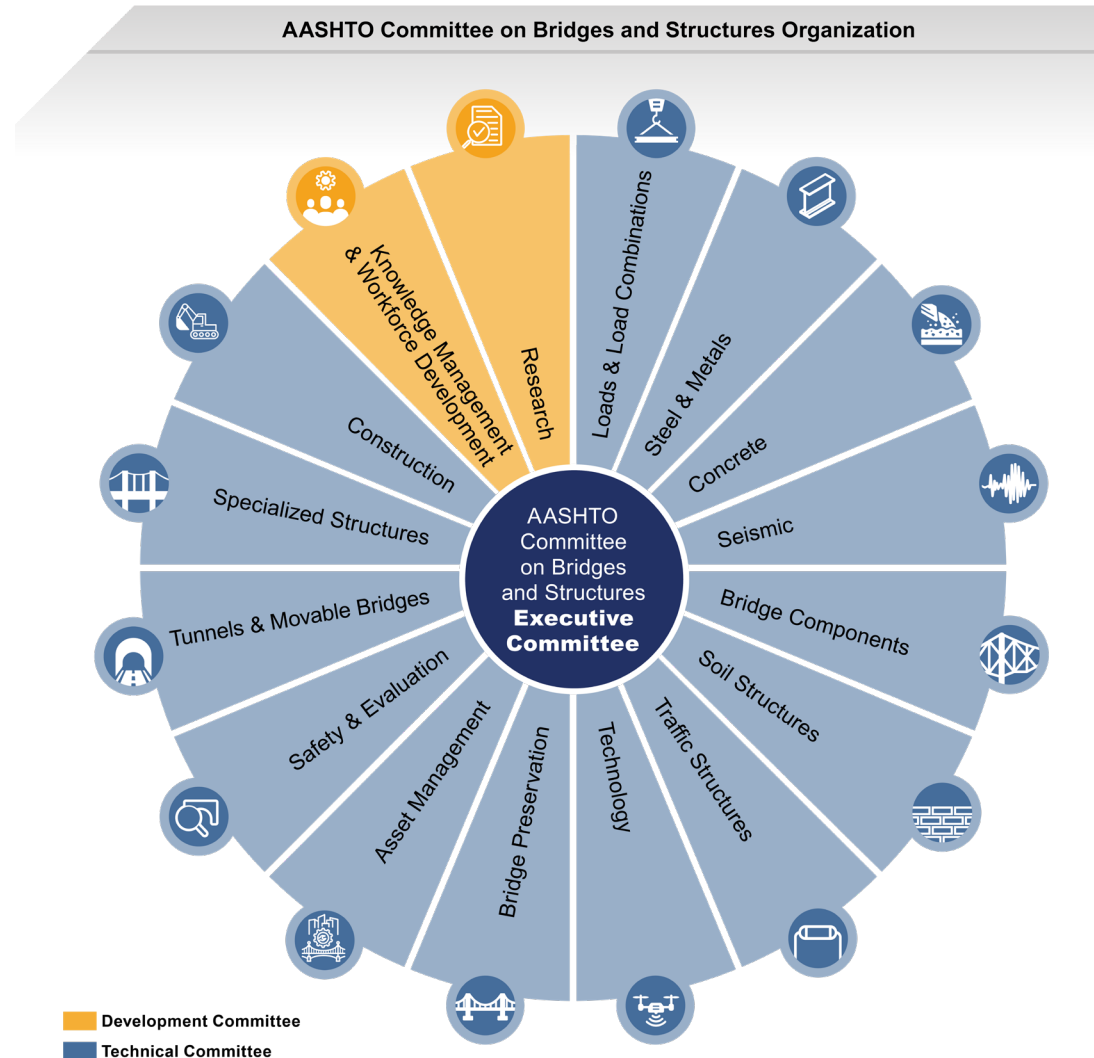 AASHTO Committee on Bridges and Structures Organization
Loads & Load Combinations
Steel & Metals
Concrete
Seismic
Bridge Components
Soil Structures
Traffic Structures
Technology
Bridge Preservation
Asset Management
Safety & Evaluation
Tunnels & Movable Bridges
Specialized Structures
Construction
Knowledge Management
& Workforce Development
Research
AASHTO
Committee
on Bridges
and Structures
Executive
Committee
Development Committee
Technical Committee